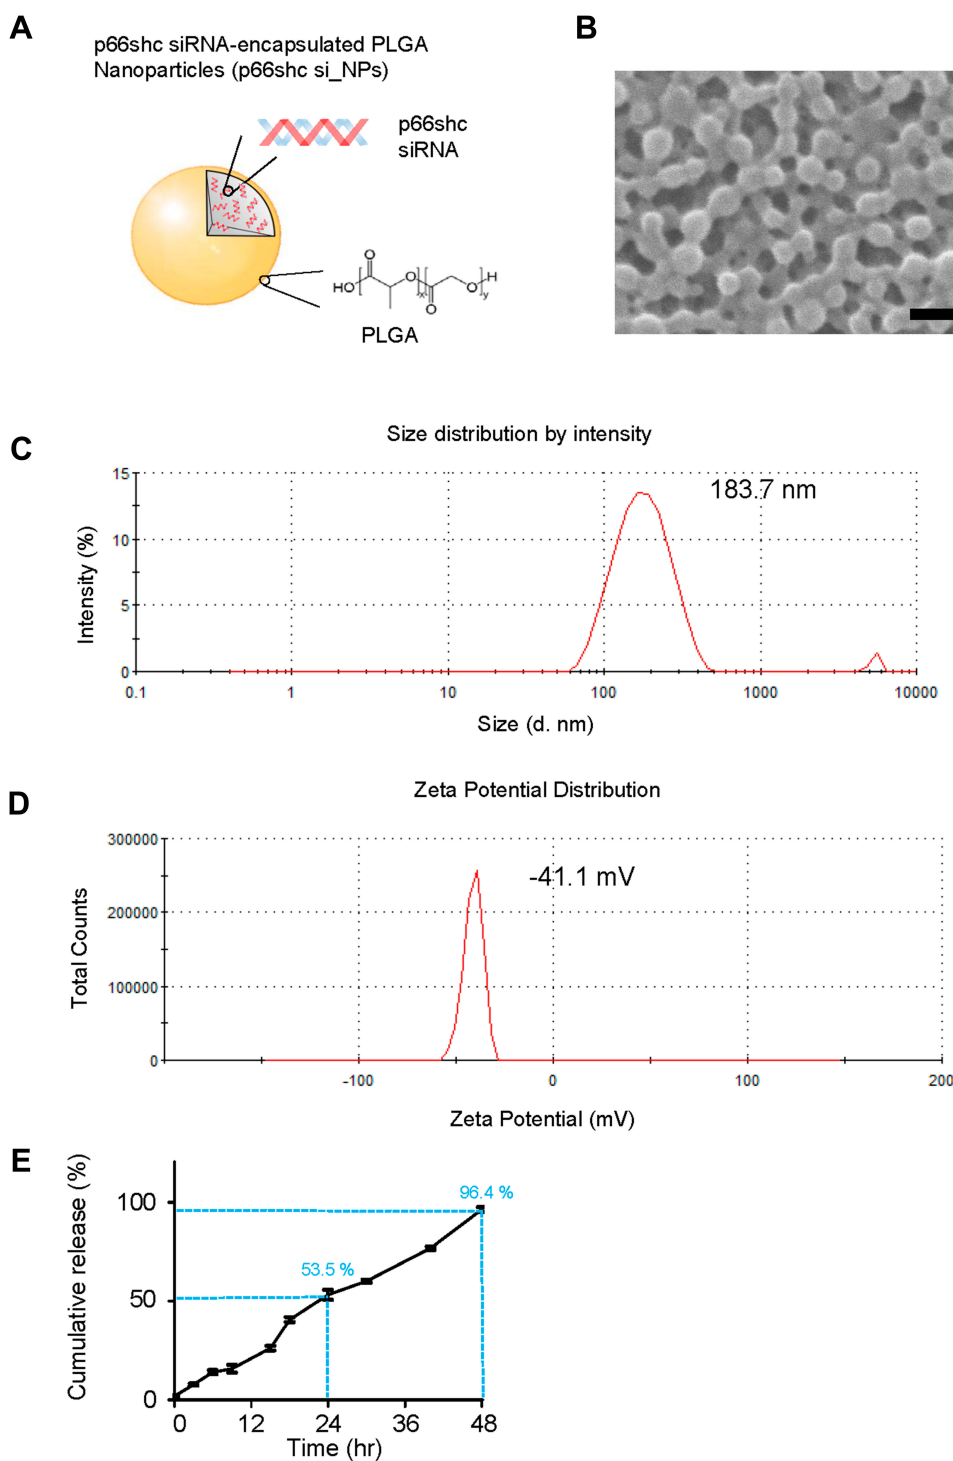 A
p66shc siRNA-encapsulated PLGA
Nanoparticles (p66shc si_NPs)
p66shc
siRNA
HO
O
O
O
O
H
x
y
PLGA
B
C
Size distribution by intensity
183.7 nm
Intensity (%)
15
10
5
0
0.1 1 10 100 1000 10000
Size (d. nm)
D
Zeta Potential Distribution
-41.1 mV
Total Counts
300000
200000
100000
0
-100 0 100 200
Zeta Potential (mV)
E
Cumulative release (%)
96.4 %
53.5 %
100
50
0
0 12 24 36 48
Time (hr)